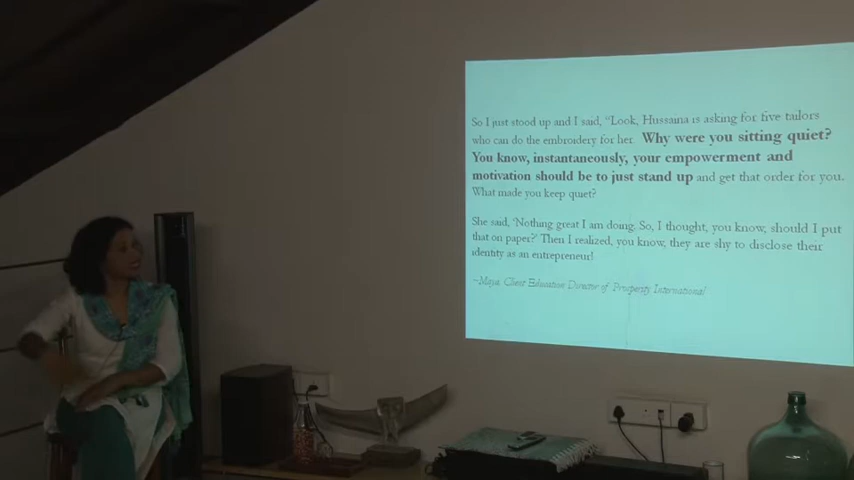 So I just stood up and I said, "Look, Hussaina is asking for five tailors
who can do the embroidery for her. Why were you sitting quiet?
You know, instantaneously, your empowerment and
motivation should be to just stand up and get that order for you.
What made you keep quiet?
She said, 'Nothing great I am doing. So, I thought, you know, should I put
that on paper?' Then I realized, you know, they are shy to disclose their
identity as an entrepreneur!
Client Education Director of Prosperity International